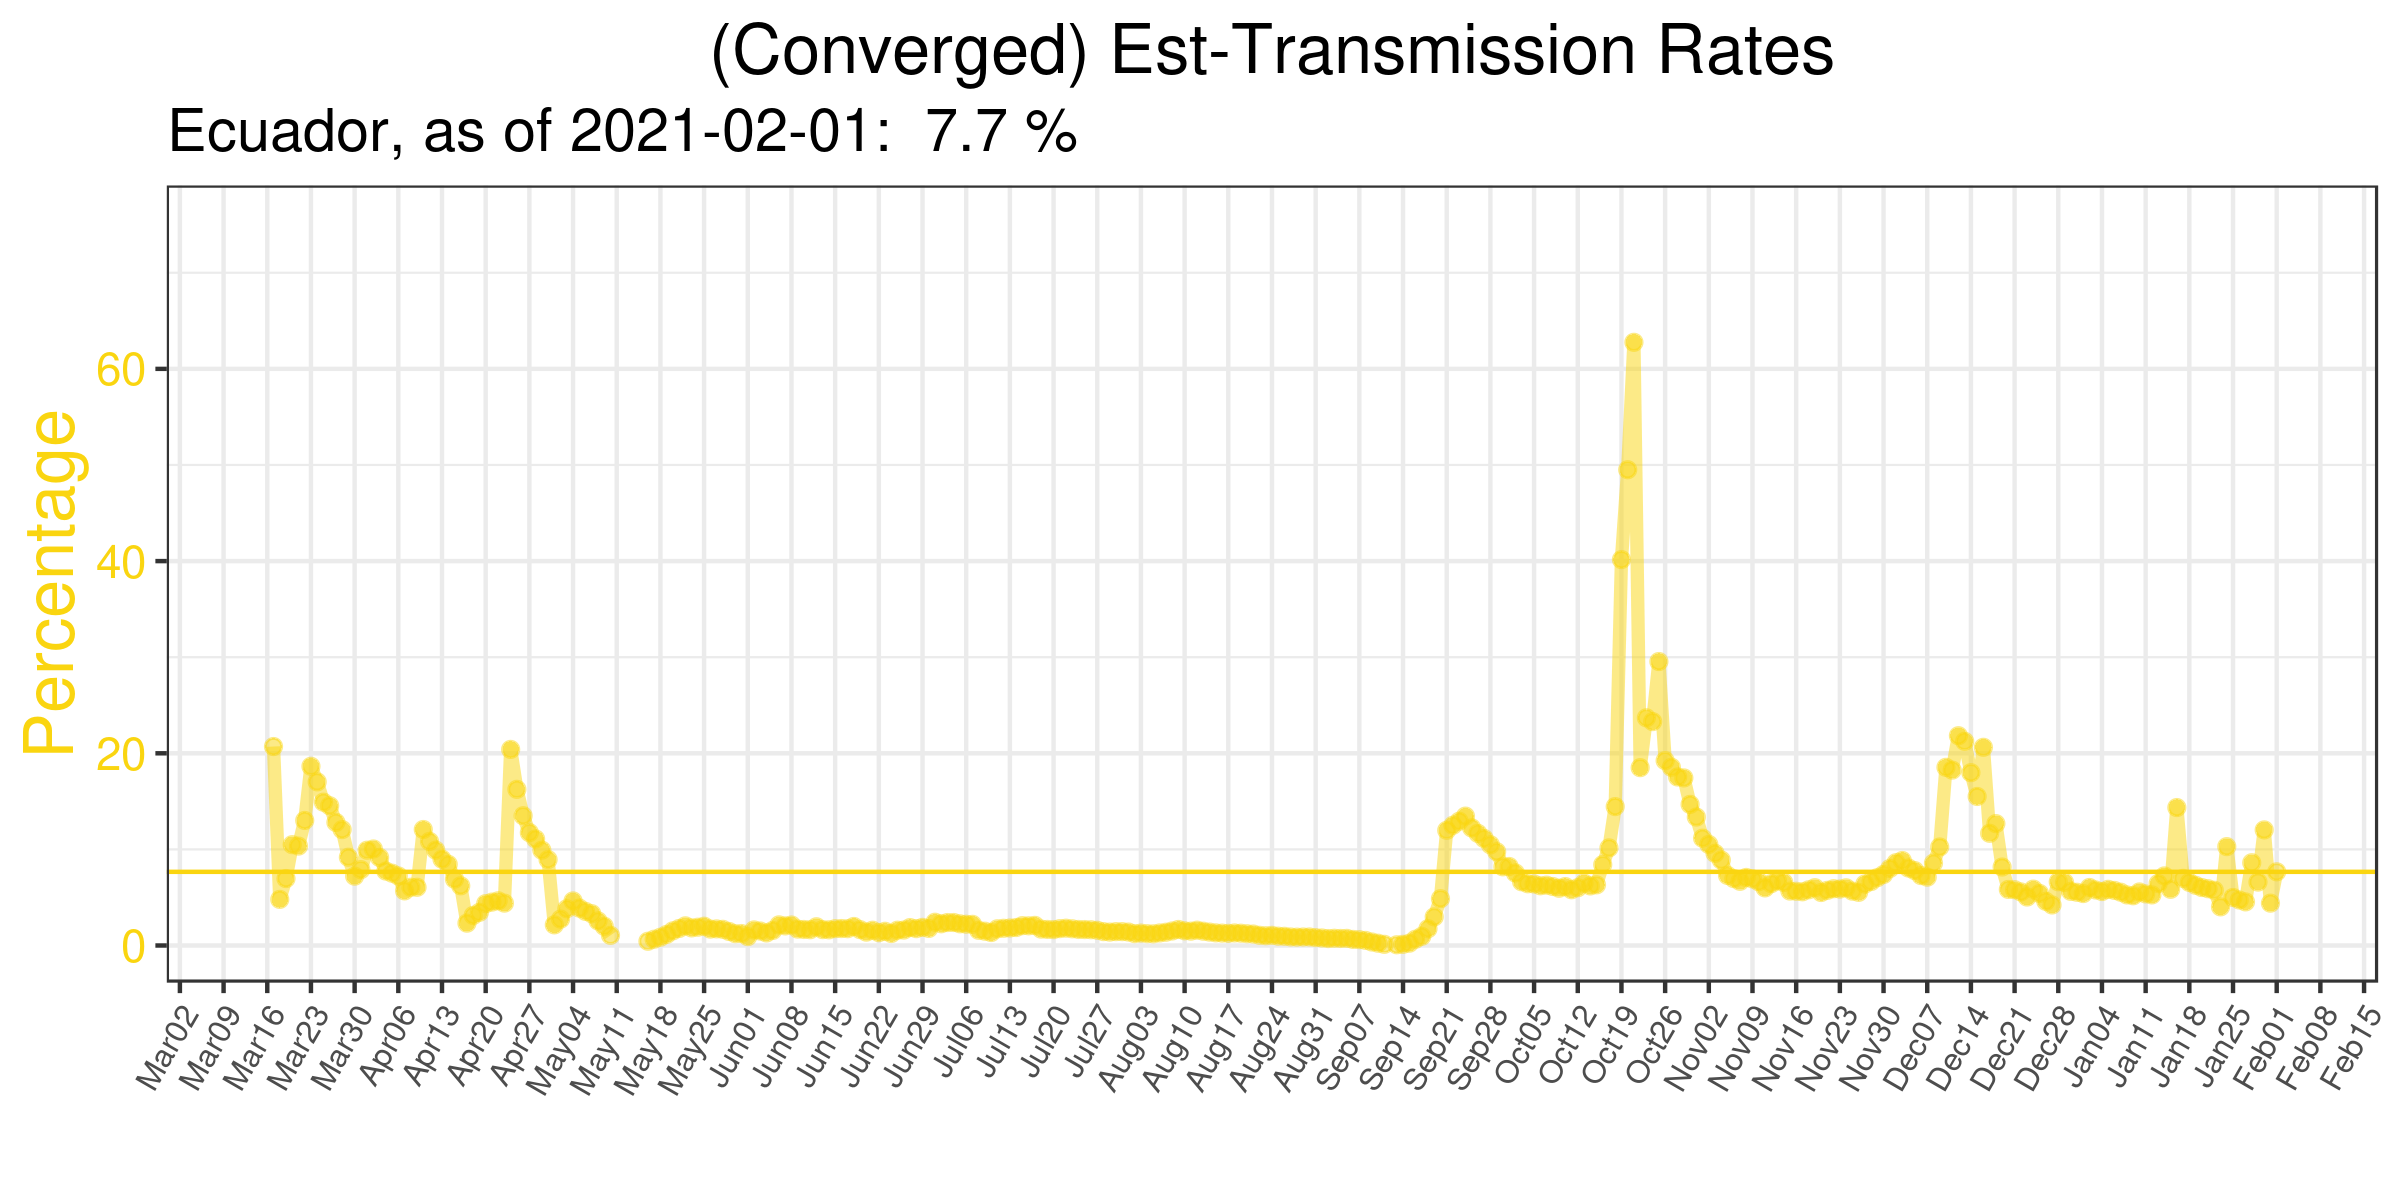 (Converged) Est-Transmission Rates
Ecuador, as of 2021-02-01:  7.7 %
Percentage
60
40
20
0
Mar02
Mar09
Mar16
Mar23
Mar30
Apr06
Apr13
Apr20
Apr27
May04
May11
May18
May25
Jun01
Jun08
Jun15
Jun22
Jun29
Jul06
Jul13
Jul20
Jul27
Aug03
Aug10
Aug17
Aug24
Aug31
Sep07
Sep14
Sep21
Sep28
Oct05
Oct12
Oct19
Oct26
Nov02
Nov09
Nov16
Nov23
Nov30
Dec07
Dec14
Dec21
Dec28
Jan04
Jan11
Jan18
Jan25
Feb01
Feb08
Feb15